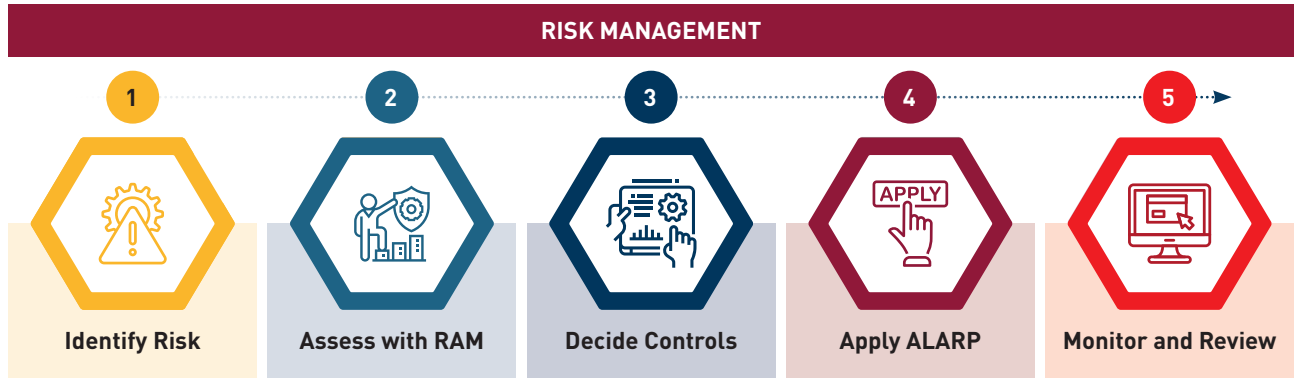 RISK MANAGEMENT
1
2
3
4
5
APPLY
Identify Risk
Assess with RAM
Decide Controls
Apply ALARP
Monitor and Review